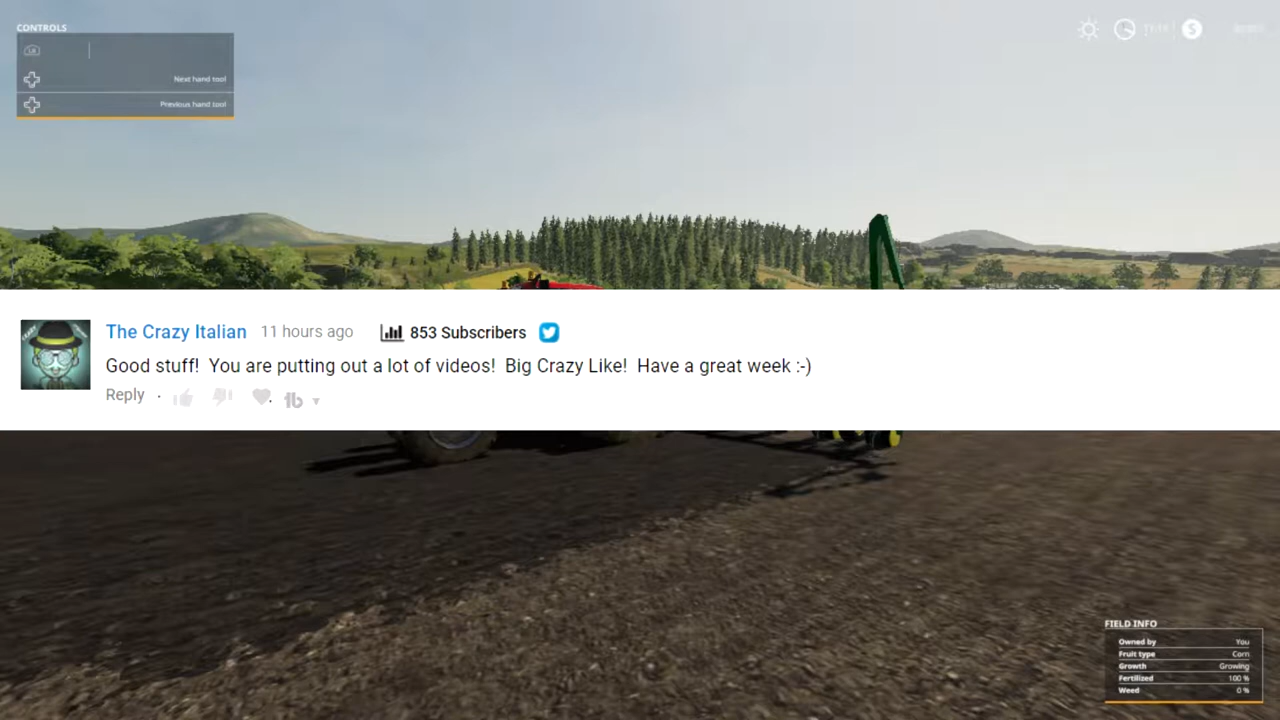 CONTROLS
Next hand tool
Previous hand tool
The Crazy Italian 11 hours ago 853 Subscribers
Good stuff! You are putting out a lot of videos! Big Crazy Like! Have a great week :-)
Reply
FIELD INFO
Owned by You
Fruit type Corn
Growth Growing
Fertilized 100 %
Weed 0 %